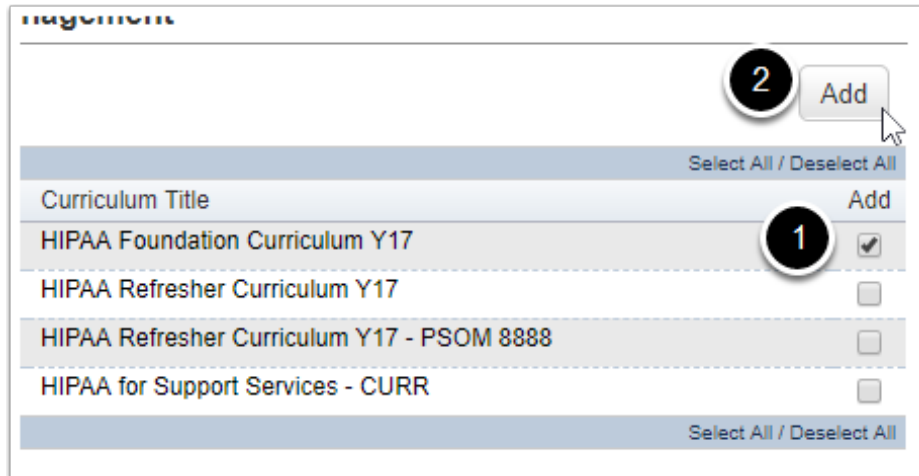 nagement
2 Add
Select All / Deselect All
Curriculum Title Add
HIPAA Foundation Curriculum Y17 1
HIPAA Refresher Curriculum Y17
HIPAA Refresher Curriculum Y17 - PSOM 8888
HIPAA for Support Services - CURR
Select All / Deselect All